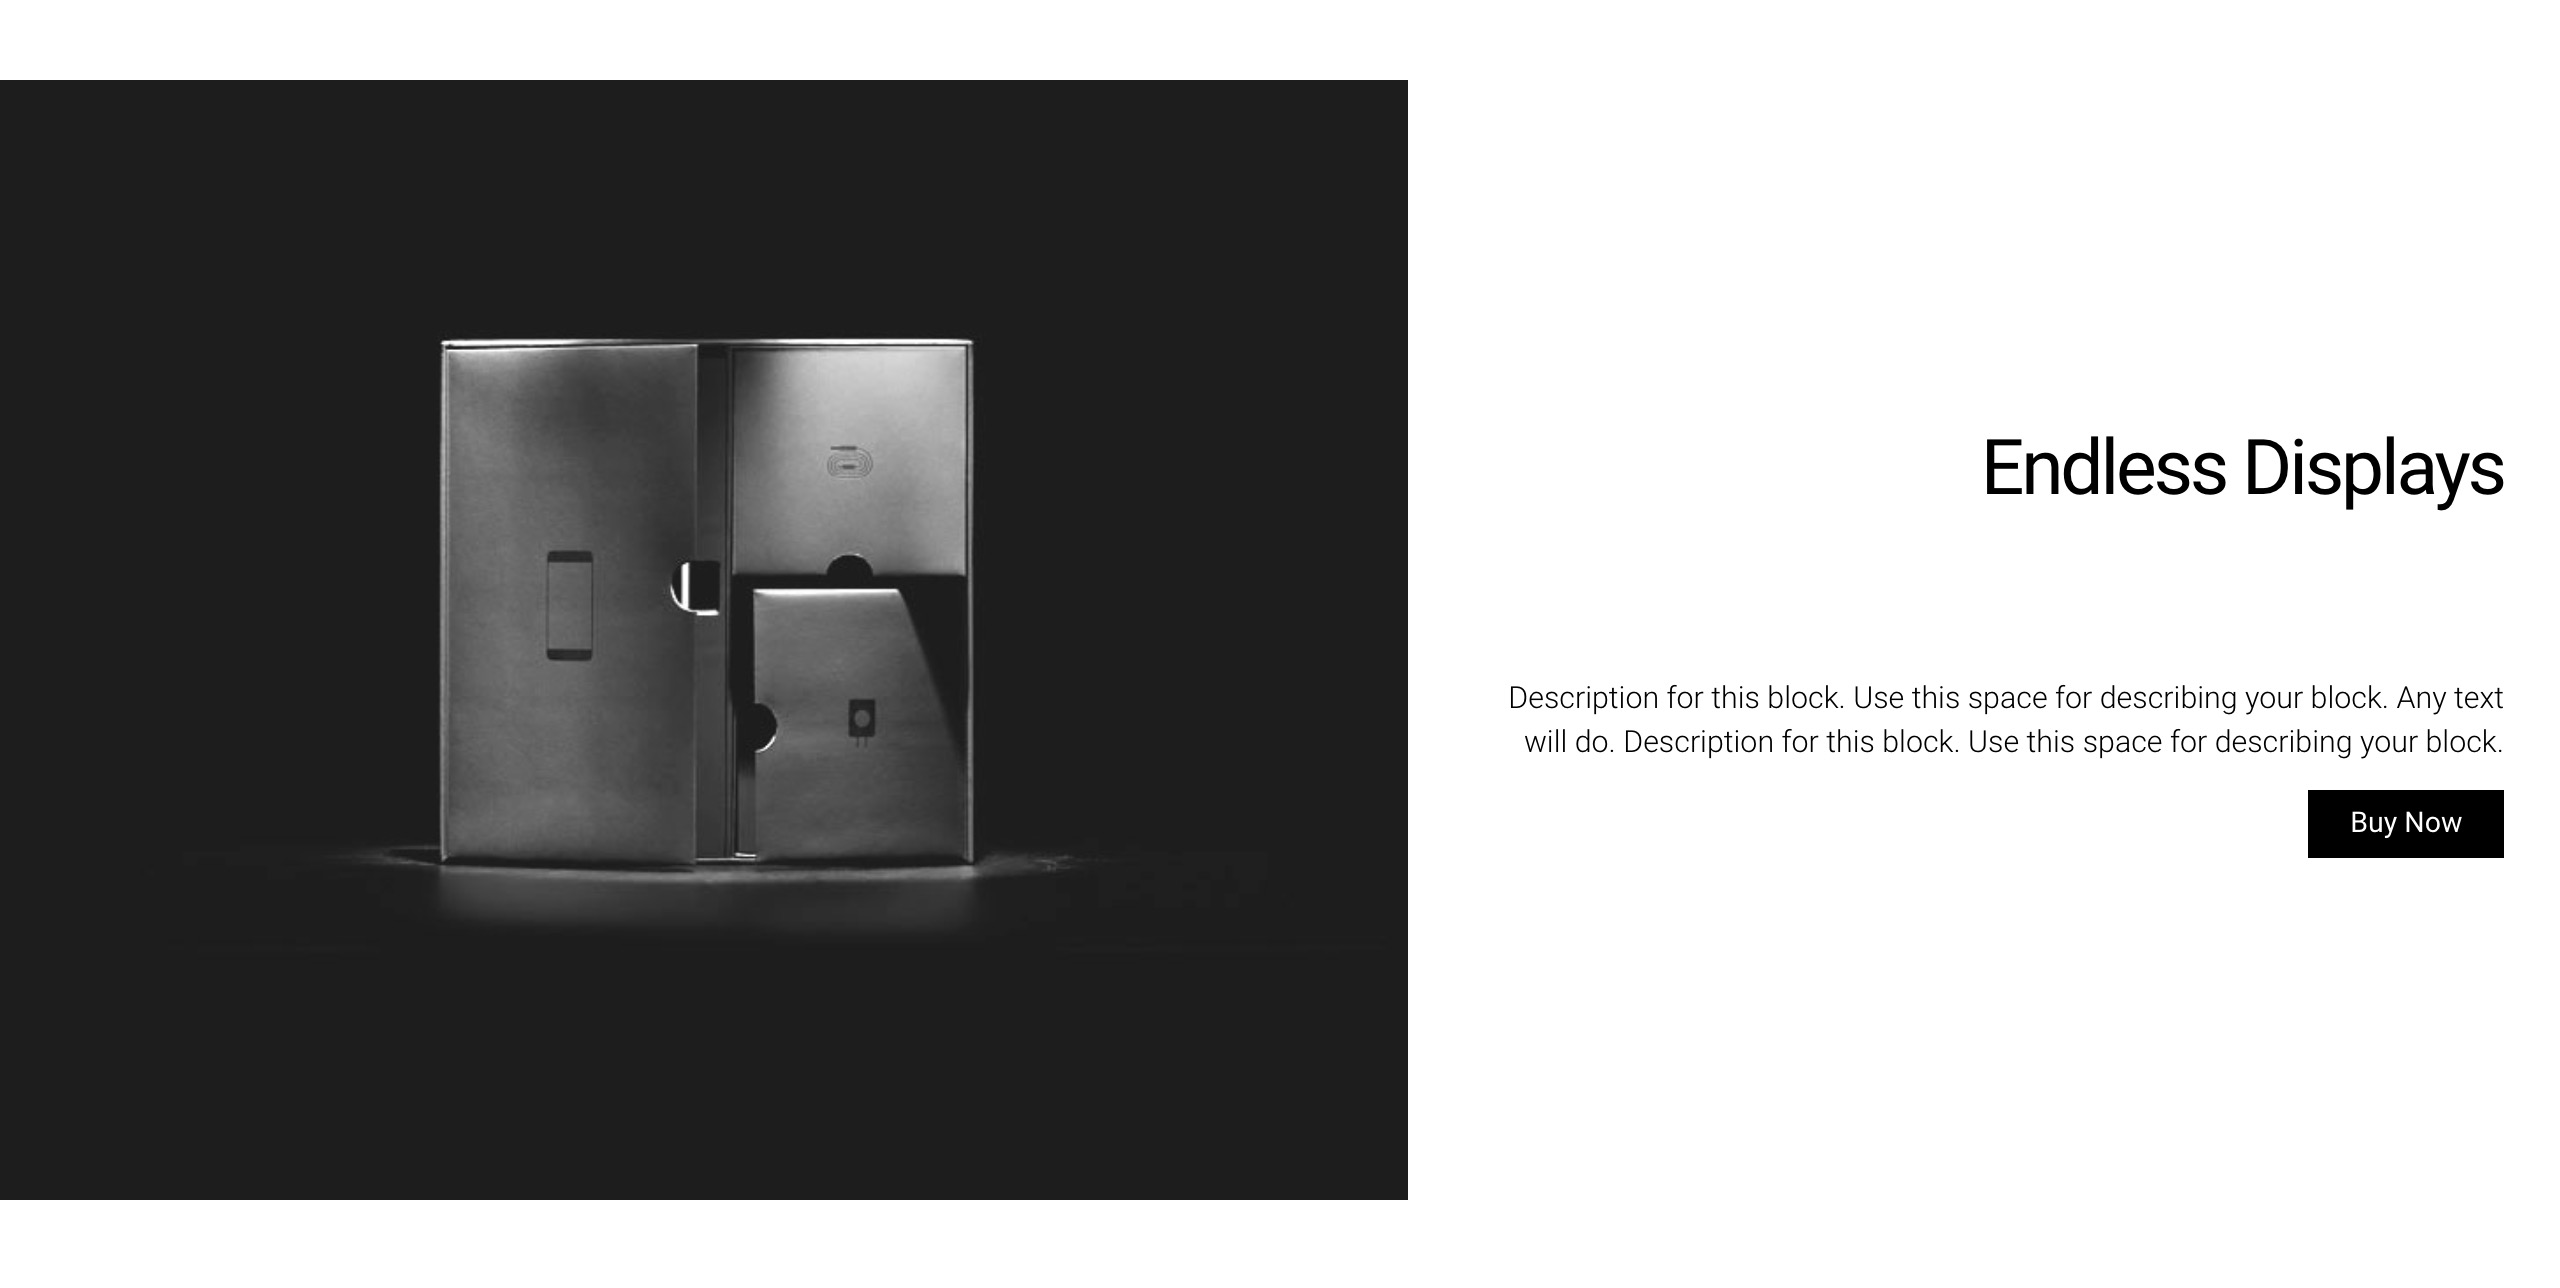 Endless Displays
Description for this block. Use this space for describing your block. Any text
will do. Description for this block. Use this space for describing your block.
Buy Now